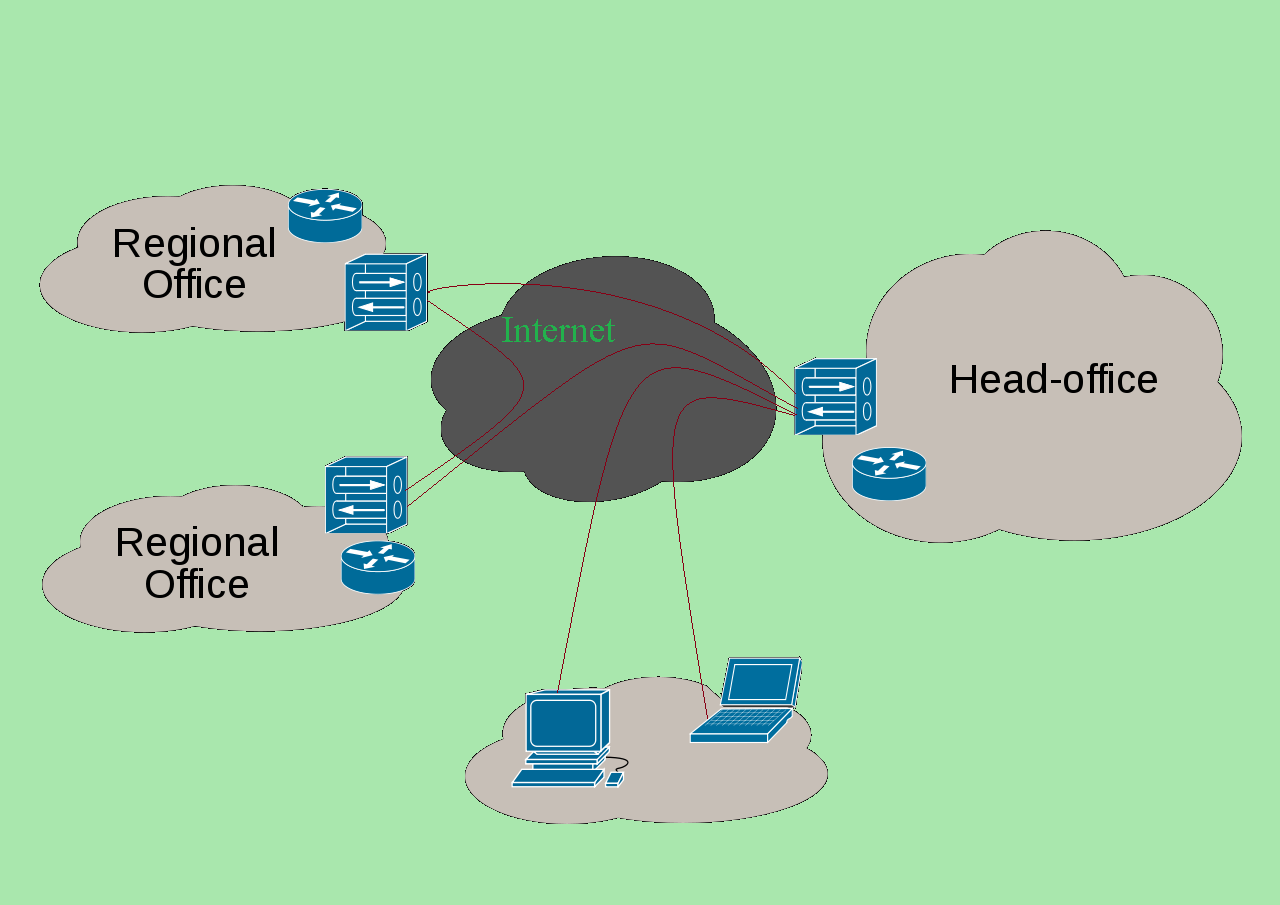 Regional
Office
Internet
Head-office
Regional
Office